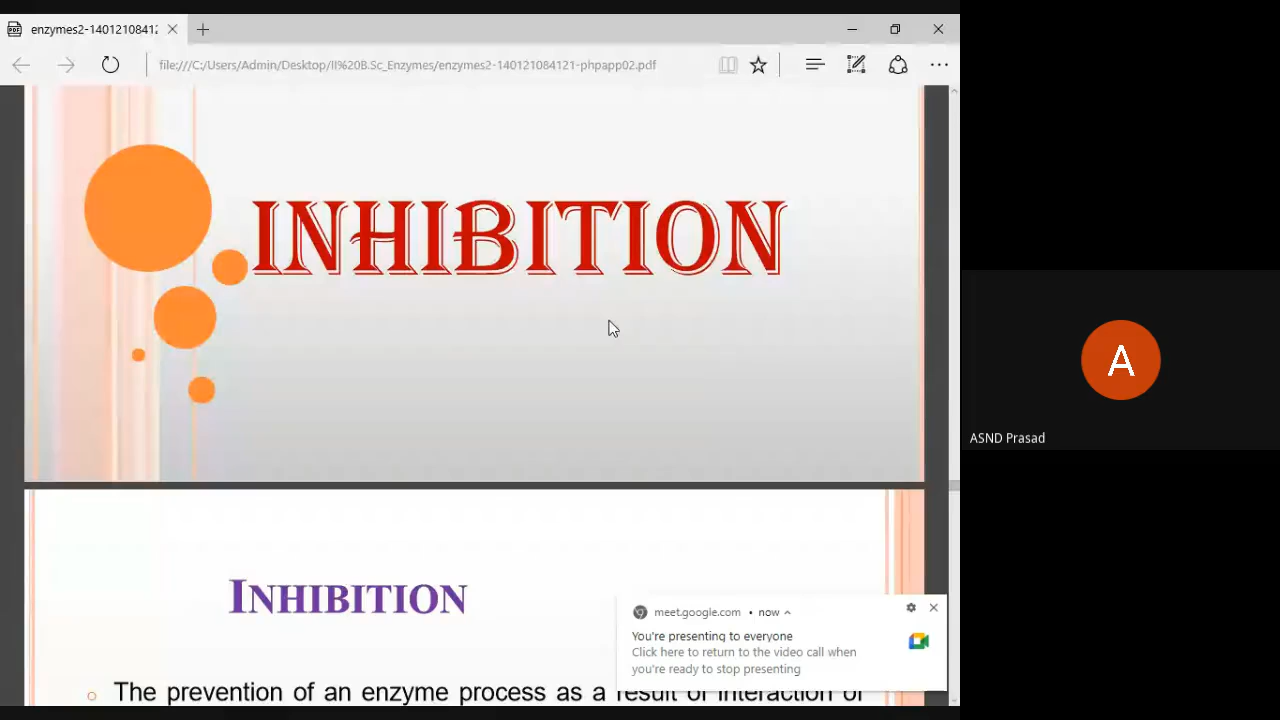 enzymes2-1401210841
file:///C:/Users/Admin/Desktop/II%20B.Sc_Enzymes/enzymes2-140121084121-phpapp02.pdf
INHIBITION
A
ASND Prasad
INHIBITION
meet.google.com • now
You're presenting to everyone
Click here to return to the video call when
you're ready to stop presenting
The prevention of an enzyme process as a result of interaction of